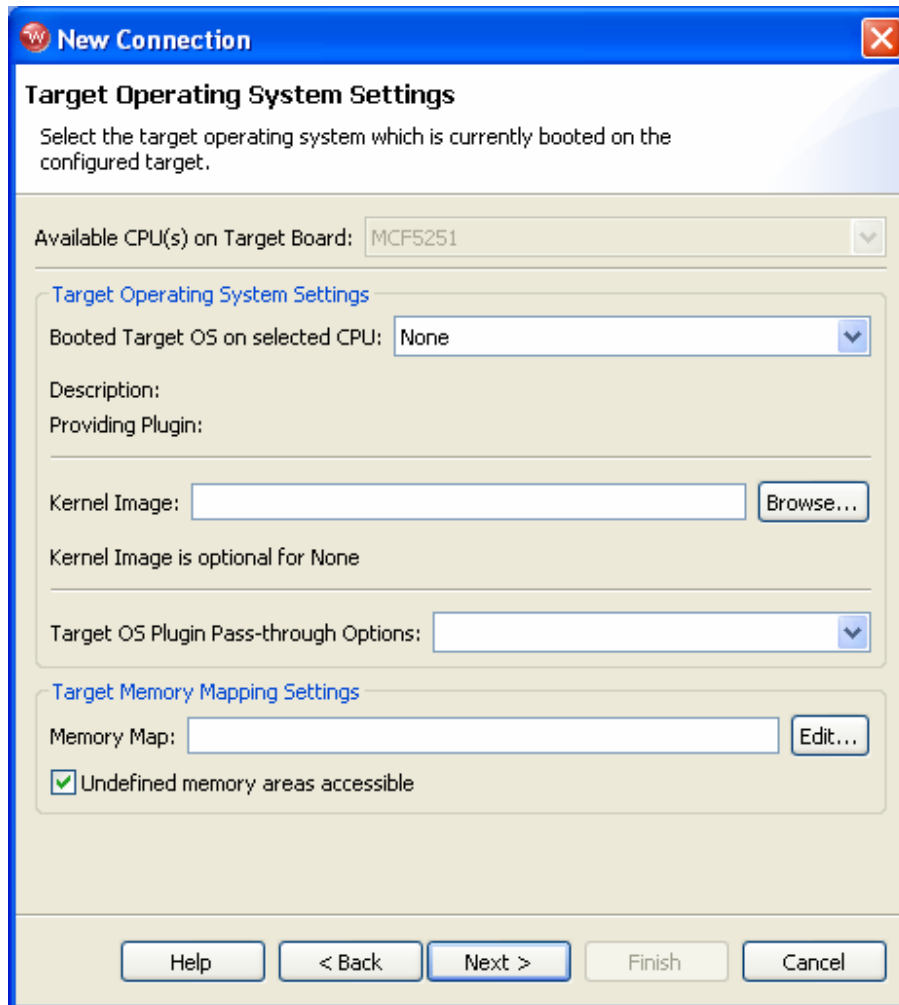 New Connection
Target Operating System Settings
Select the target operating system which is currently booted on the
configured target.
Available CPU(s) on Target Board: MCF5251
Target Operating System Settings
Booted Target OS on selected CPU: None
Description:
Providing Plugin:
Kernel Image: Browse...
Kernel Image is optional for None
Target OS Plugin Pass-through Options:
Target Memory Mapping Settings
Memory Map: Edit...
Undefined memory areas accessible
Help < Back Next > Finish Cancel